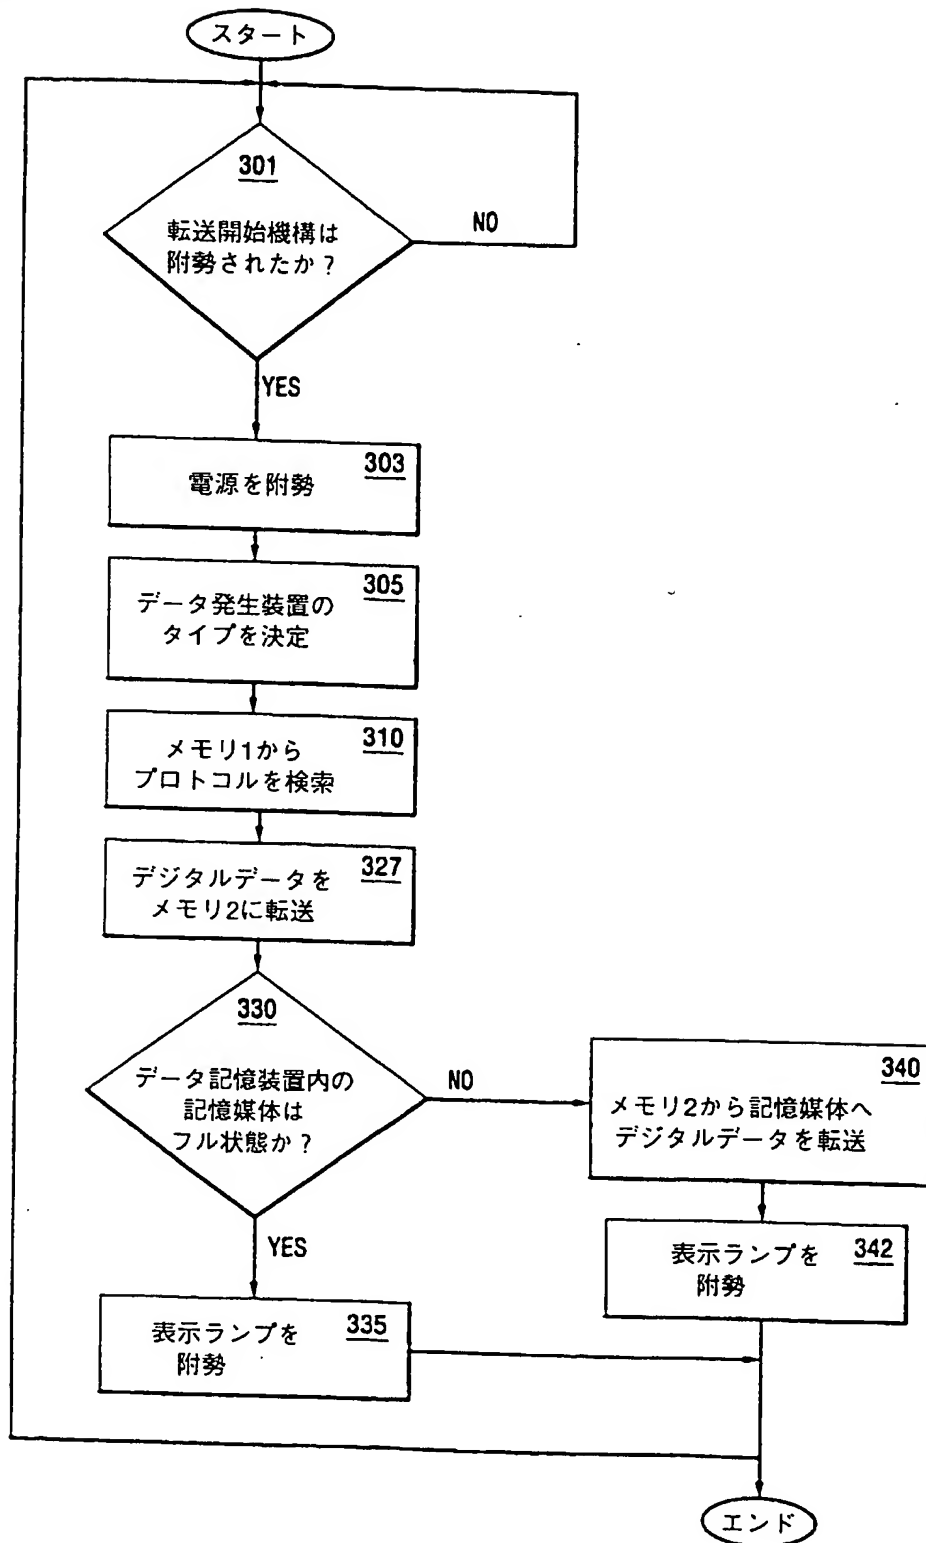 スタート
301
転送開始機構は
附勢されたか？
NO
YES
303
電源を附勢
305
データ発生装置の
タイプを決定
310
メモリ1から
プロトコルを検索
327
デジタルデータを
メモリ2に転送
330
データ記憶装置内の
記憶媒体は
フル状態か？
NO
340
メモリ2から記憶媒体へ
デジタルデータを転送
YES
342
表示ランプを
附勢
335
表示ランプを
附勢
エンド